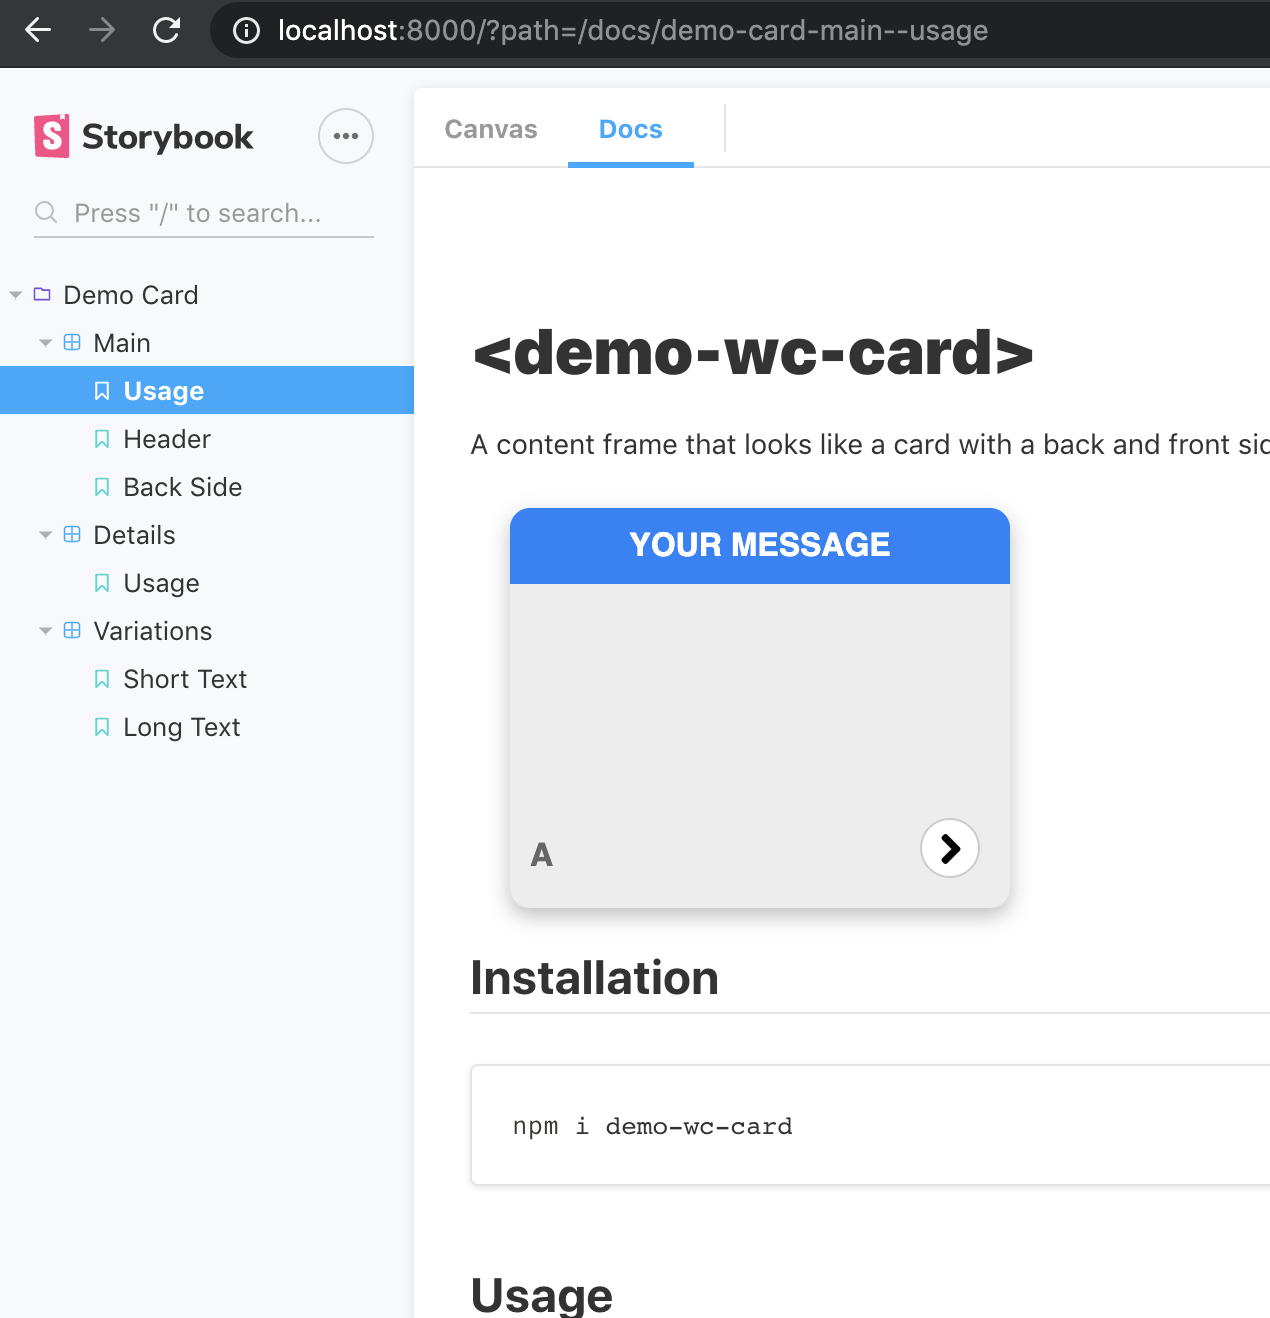 localhost:8000/?path=/docs/demo-card-main--usage
Storybook
Press "/" to search...
Demo Card
Main
Usage
Header
Back Side
Details
Usage
Variations
Short Text
Long Text
Canvas
Docs
<demo-wc-card>
A content frame that looks like a card with a back and front
YOUR MESSAGE
A
Installation
npm i demo-wc-card
Usage